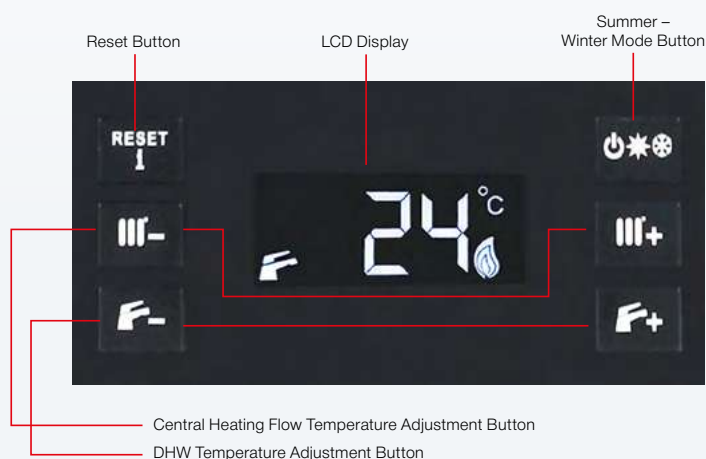 Summer –
Reset Button LCD Display Winter Mode Button
RESET
i
24 °C
– +
– +
Central Heating Flow Temperature Adjustment Button
DHW Temperature Adjustment Button